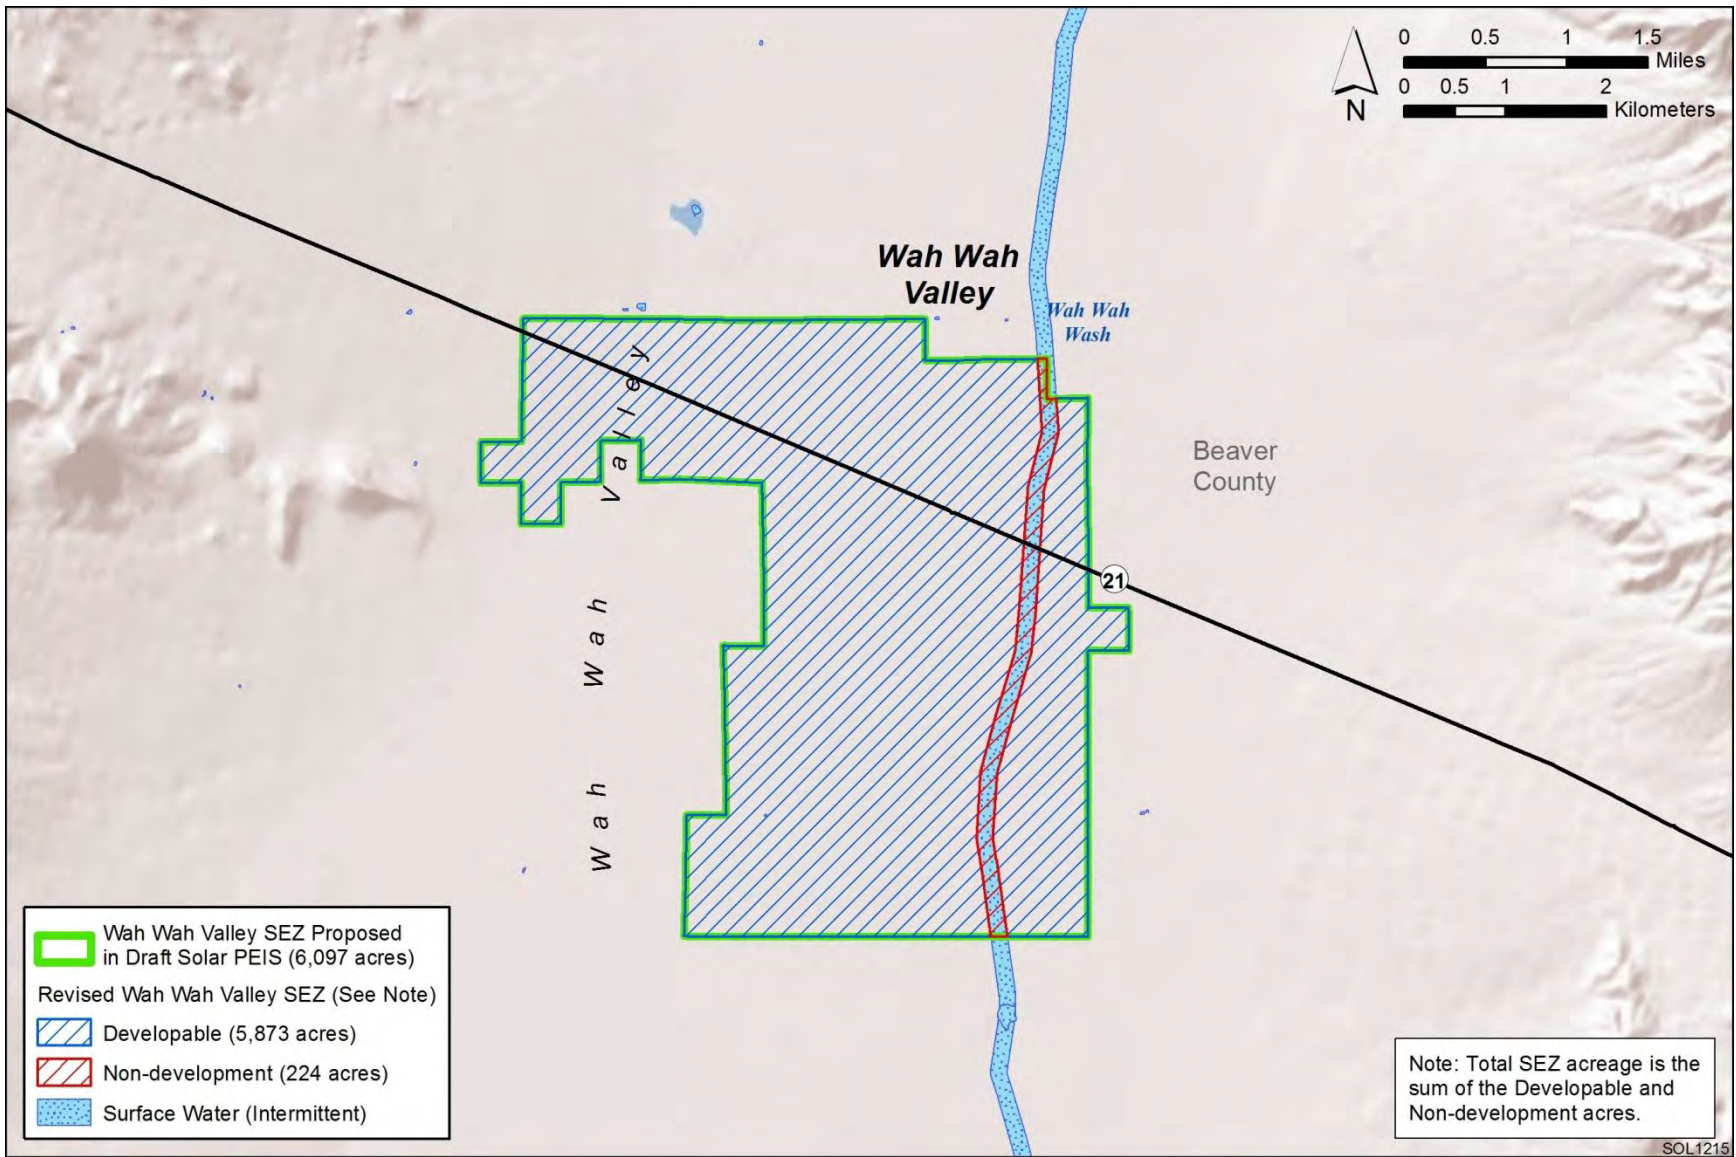 0 0.5 1 1.5
Miles
0 0.5 1 2
Kilometers
N
Wah Wah
Valley
Wah Wah
Wash
Beaver
County
21
Wah Wah Valley
Wah Wah Valley SEZ Proposed
in Draft Solar PEIS (6,097 acres)
Revised Wah Wah Valley SEZ (See Note)
Developable (5,873 acres)
Non-development (224 acres)
Surface Water (Intermittent)
Note: Total SEZ acreage is the
sum of the Developable and
Non-development acres.
SOL1215